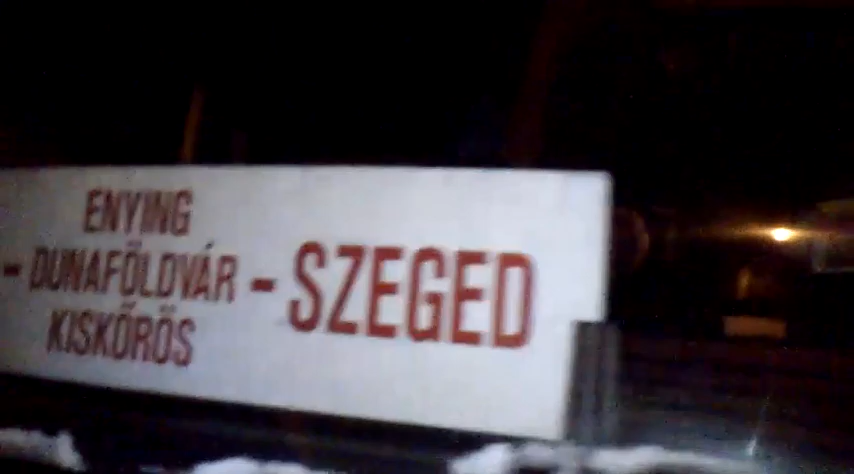 ENYING
- DUNAFÖLDVÁR - SZEGED
KISKŐRÖS